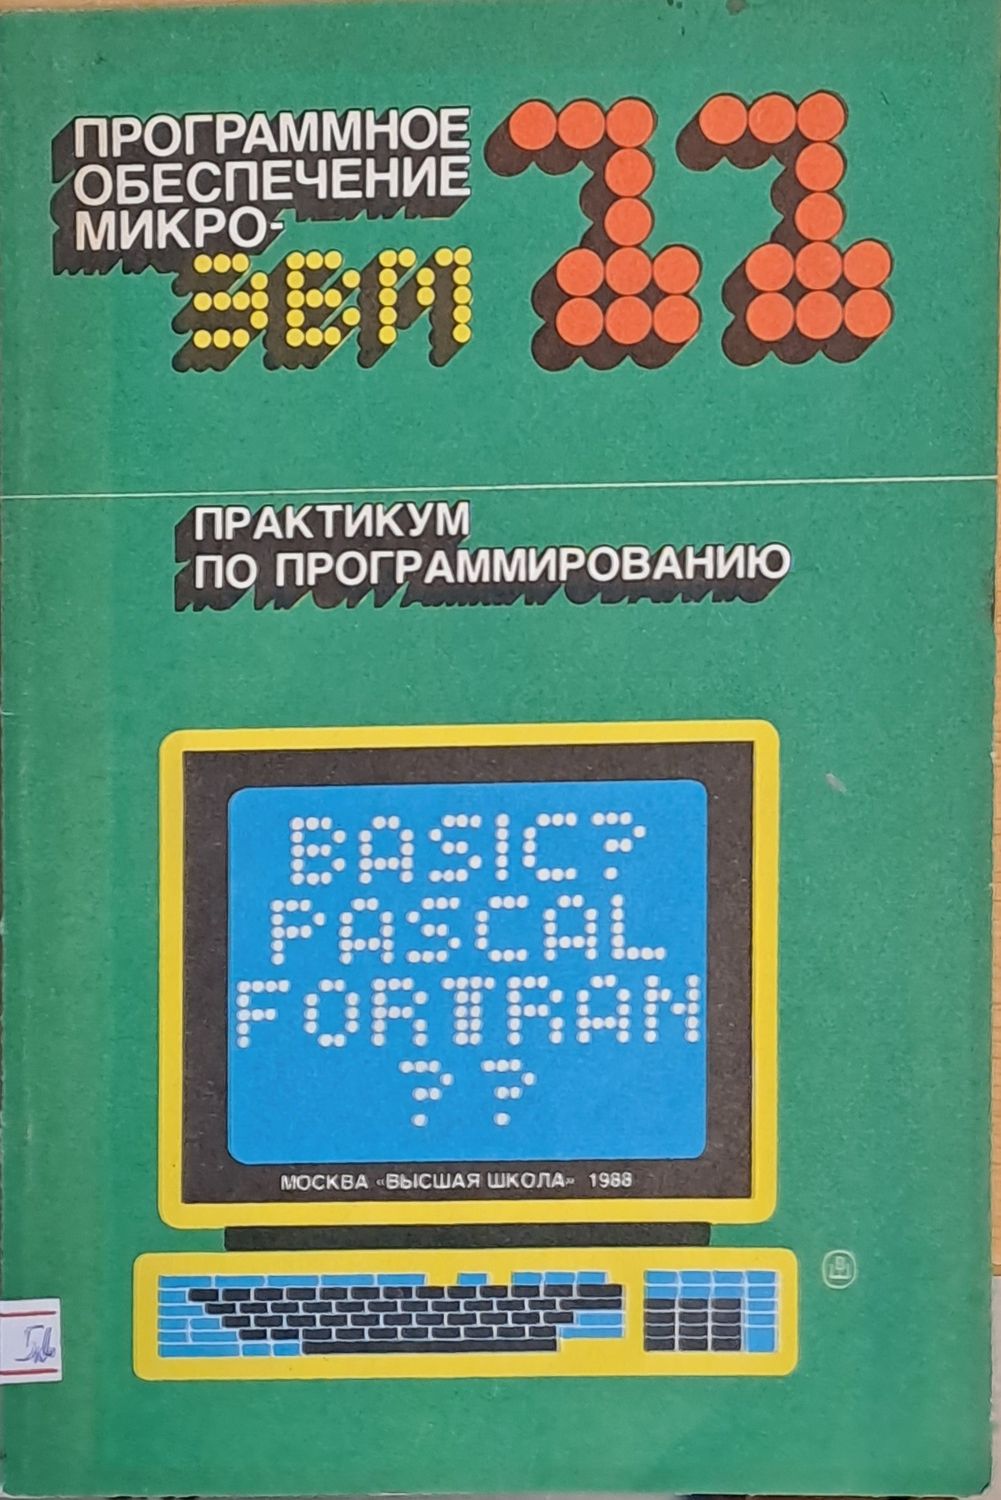 ПРОГРАММНОЕ
ОБЕСПЕЧЕНИЕ
МИКРО-
ЭВМ 11
ПРАКТИКУМ
ПО ПРОГРАММИРОВАНИЮ
BASIC?
PASCAL
FORTRAN
??
МОСКВА «ВЫСШАЯ ШКОЛА» 1988